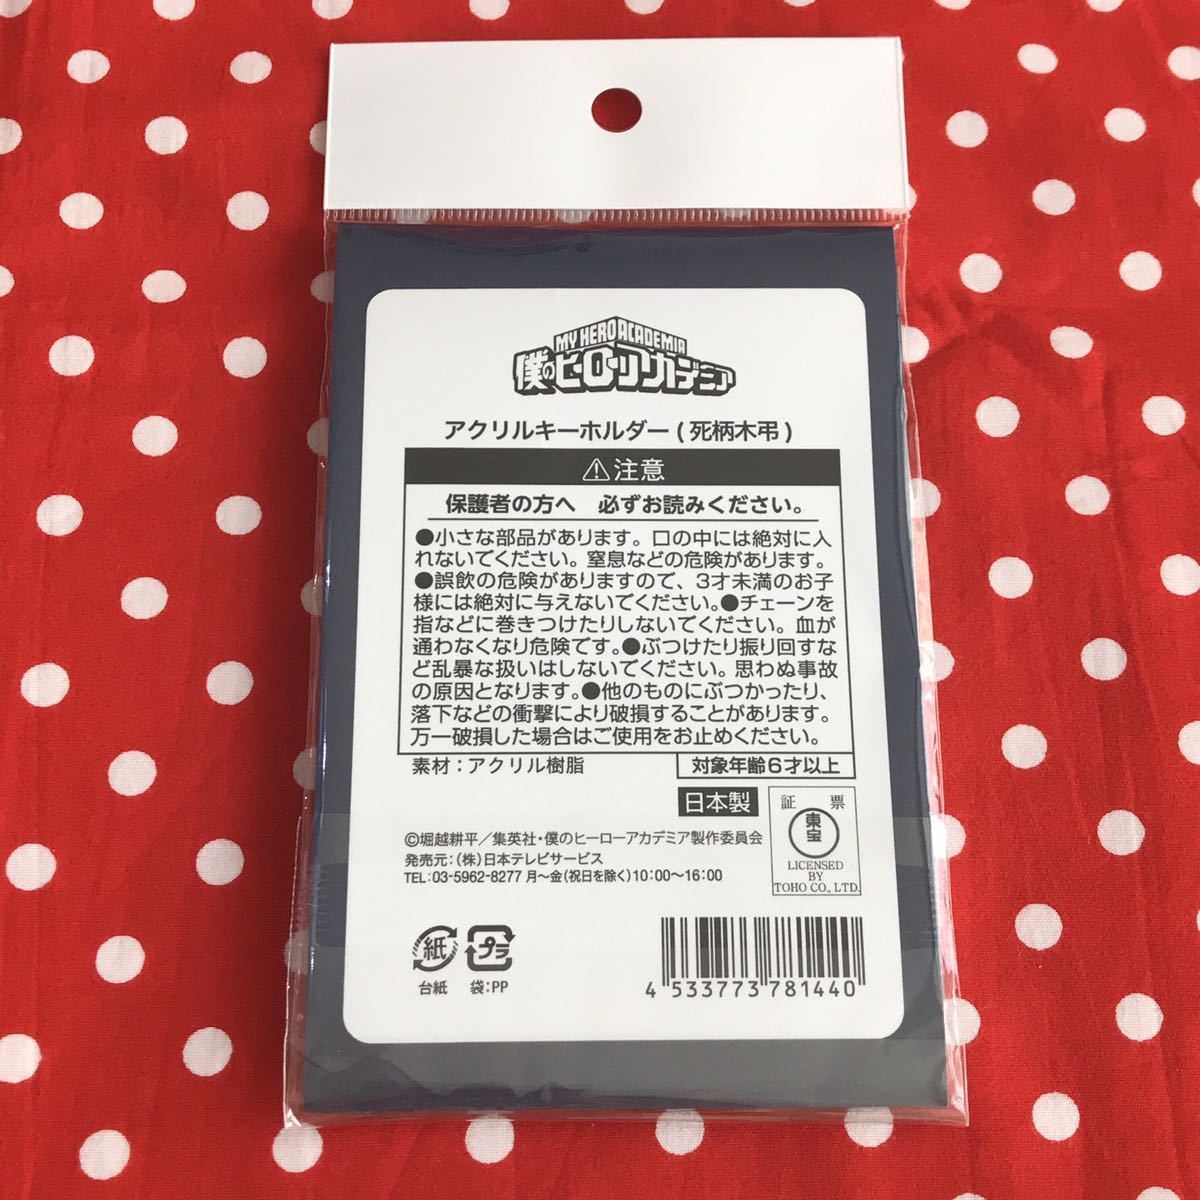 MY HERO ACADEMIA
僕のヒーローアカデミア
アクリルキーホルダー(死柄木弔)
⚠注意
保護者の方へ 必ずお読みください。
●小さな部品があります。口の中には絶対に入
れないでください。窒息などの危険があります。
●誤飲の危険がありますので、3才未満のお子
様には絶対に与えないでください。●チェーンを
指などに巻きつけたりしないでください。血が
通わなくなり危険です。●ぶつけたり振り回すな
ど乱暴な扱いはしないでください。思わぬ事故
の原因となります。●他のものにぶつかったり、
落下などの衝撃により破損することがあります。
万一破損した場合はご使用をお止めください。
素材:アクリル樹脂
対象年齢6才以上
日本製
証 票
東宝
LICENSED
BY
TOHO CO., LTD.
©堀越耕平/集英社・僕のヒーローアカデミア製作委員会
発売元:(株)日本テレビサービス
TEL:03-5962-8277 月~金(祝日を除く)10:00~16:00
紙
台紙
プラ
袋:PP
4 533773 781440